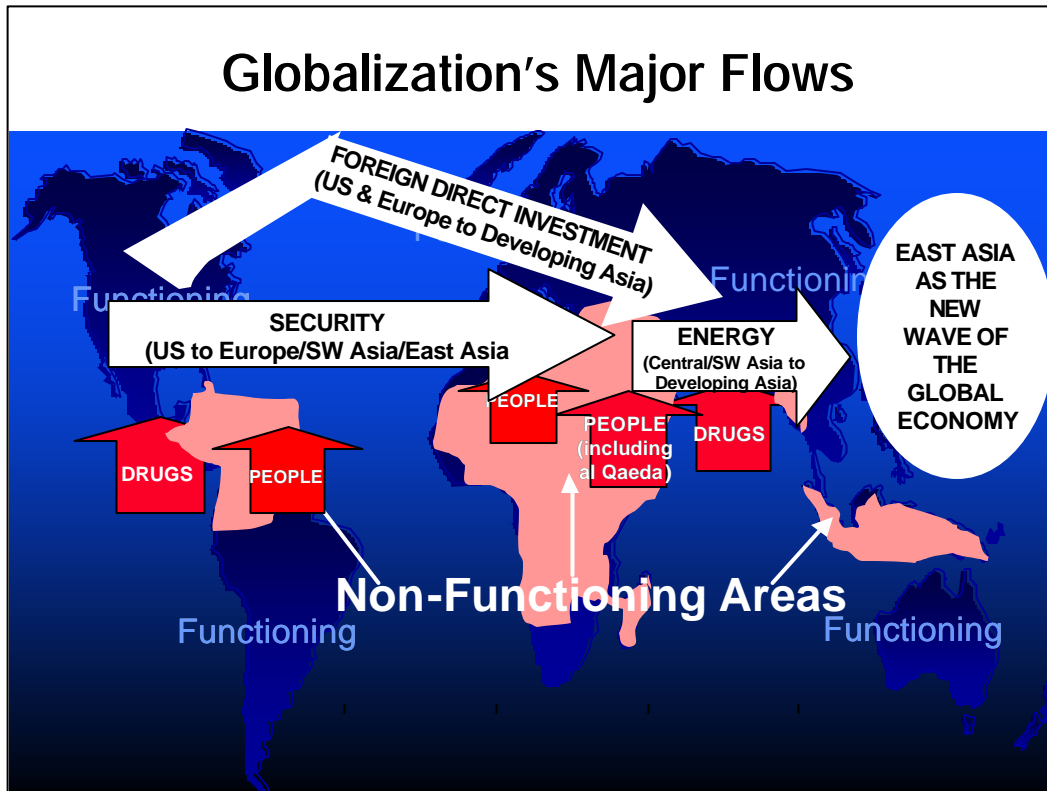 Globalization's Major Flows
FOREIGN DIRECT INVESTMENT
(US & Europe to Developing Asia)
Functioning
Functioning
EAST ASIA
AS THE
NEW
WAVE OF
THE
GLOBAL
ECONOMY
SECURITY
(US to Europe/SW Asia/East Asia
ENERGY
(Central/SW Asia to
Developing Asia)
DRUGS
PEOPLE
PEOPLE
PEOPLE
(including
al Qaeda)
DRUGS
Non-Functioning Areas
Functioning
Functioning